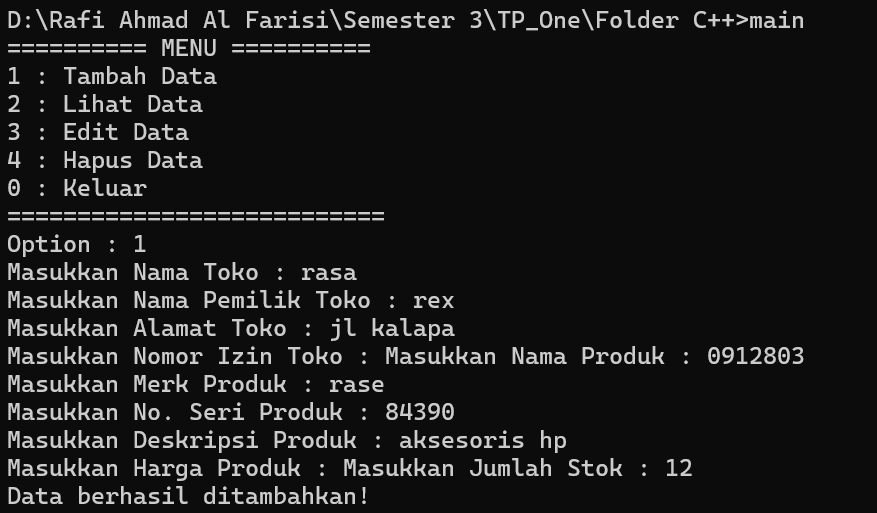 D:\Rafi Ahmad Al Farisi\Semester 3\TP_One\Folder C++>main
========== MENU ==========
1 : Tambah Data
2 : Lihat Data
3 : Edit Data
4 : Hapus Data
0 : Keluar
===========================
Option : 1
Masukkan Nama Toko : rasa
Masukkan Nama Pemilik Toko : rex
Masukkan Alamat Toko : jl kalapa
Masukkan Nomor Izin Toko : Masukkan Nama Produk : 0912803
Masukkan Merk Produk : rase
Masukkan No. Seri Produk : 84390
Masukkan Deskripsi Produk : aksesoris hp
Masukkan Harga Produk : Masukkan Jumlah Stok : 12
Data berhasil ditambahkan!